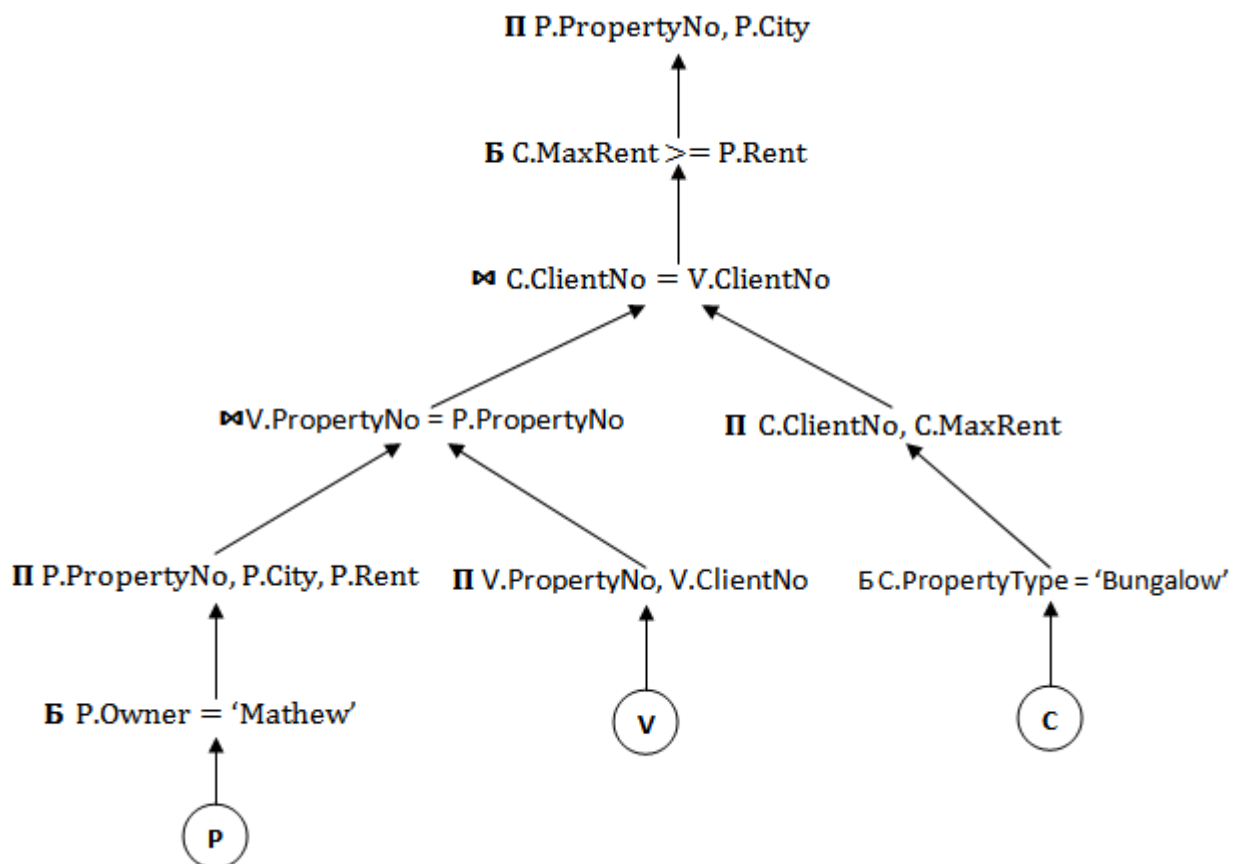 П P.PropertyNo, P.City
Б C.MaxRent >= P.Rent
⋈ C.ClientNo = V.ClientNo
⋈V.PropertyNo = P.PropertyNo
П C.ClientNo, C.MaxRent
П P.PropertyNo, P.City, P.Rent
П V.PropertyNo, V.ClientNo
Б C.PropertyType = ‘Bungalow’
Б P.Owner = ‘Mathew’
V
C
P